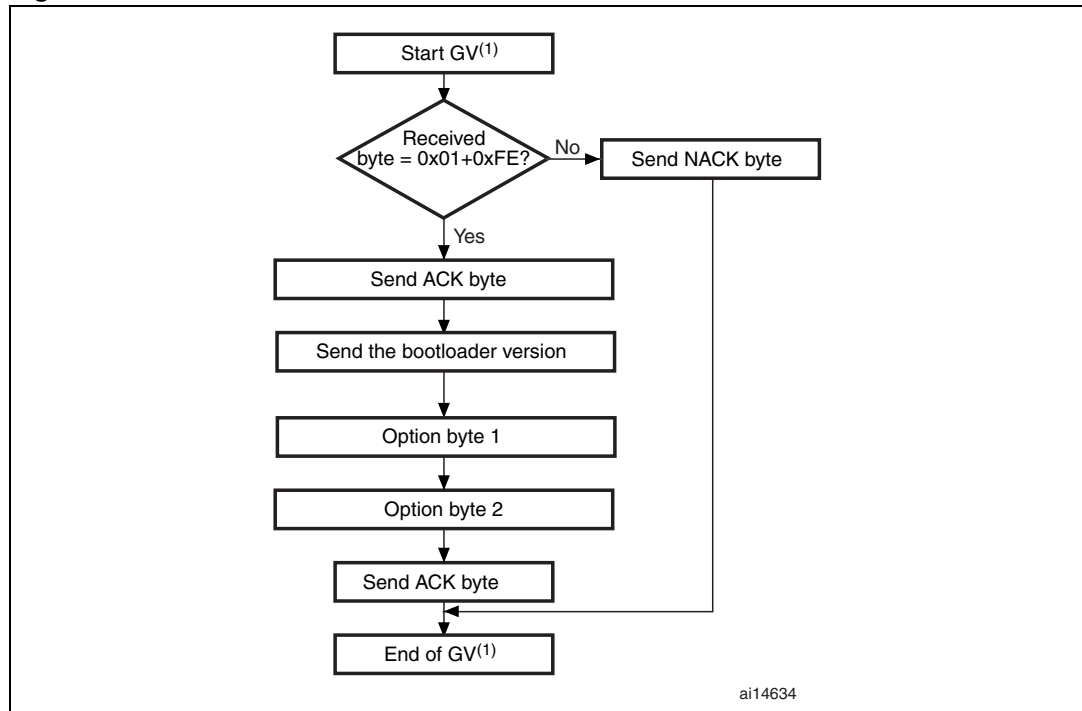 Start GV(1)
Received
byte = 0x01+0xFE?
No
Send NACK byte
Yes
Send ACK byte
Send the bootloader version
Option byte 1
Option byte 2
Send ACK byte
End of GV(1)
ai14634